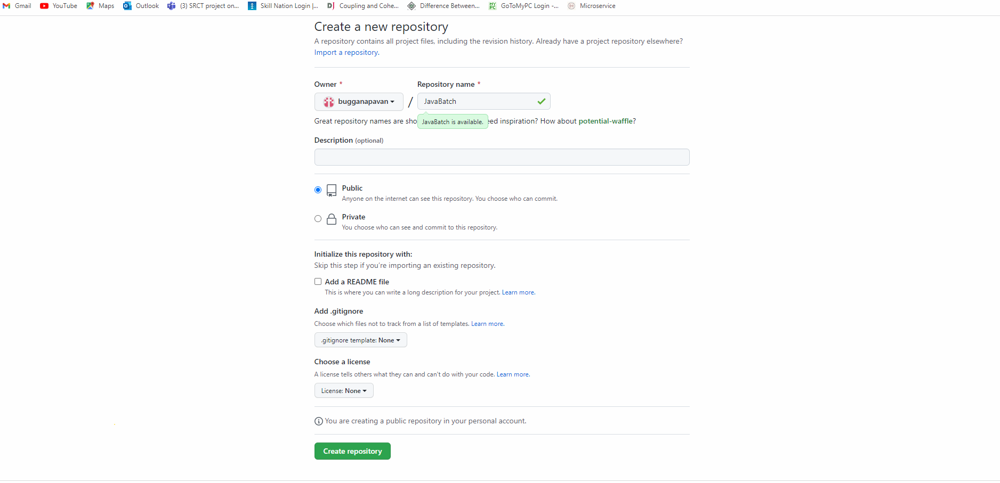 Gmail YouTube Maps Outlook (3) SRCT project on... Skill Nation Login |... DJ Coupling and Cohe... Difference Between... MY PC GoToMyPC Login -... Microservice
Create a new repository
A repository contains all project files, including the revision history. Already have a project repository elsewhere?
Import a repository.
Owner * Repository name *
bugganapavan / JavaBatch
Great repository names are sho JavaBatch is available. eed inspiration? How about potential-waffle?
Description (optional)
Public
Anyone on the internet can see this repository. You choose who can commit.
Private
You choose who can see and commit to this repository.
Initialize this repository with:
Skip this step if you're importing an existing repository.
Add a README file
This is where you can write a long description for your project. Learn more.
Add .gitignore
Choose which files not to track from a list of templates. Learn more.
.gitignore template: None
Choose a license
A license tells others what they can and can't do with your code. Learn more.
License: None
You are creating a public repository in your personal account.
Create repository